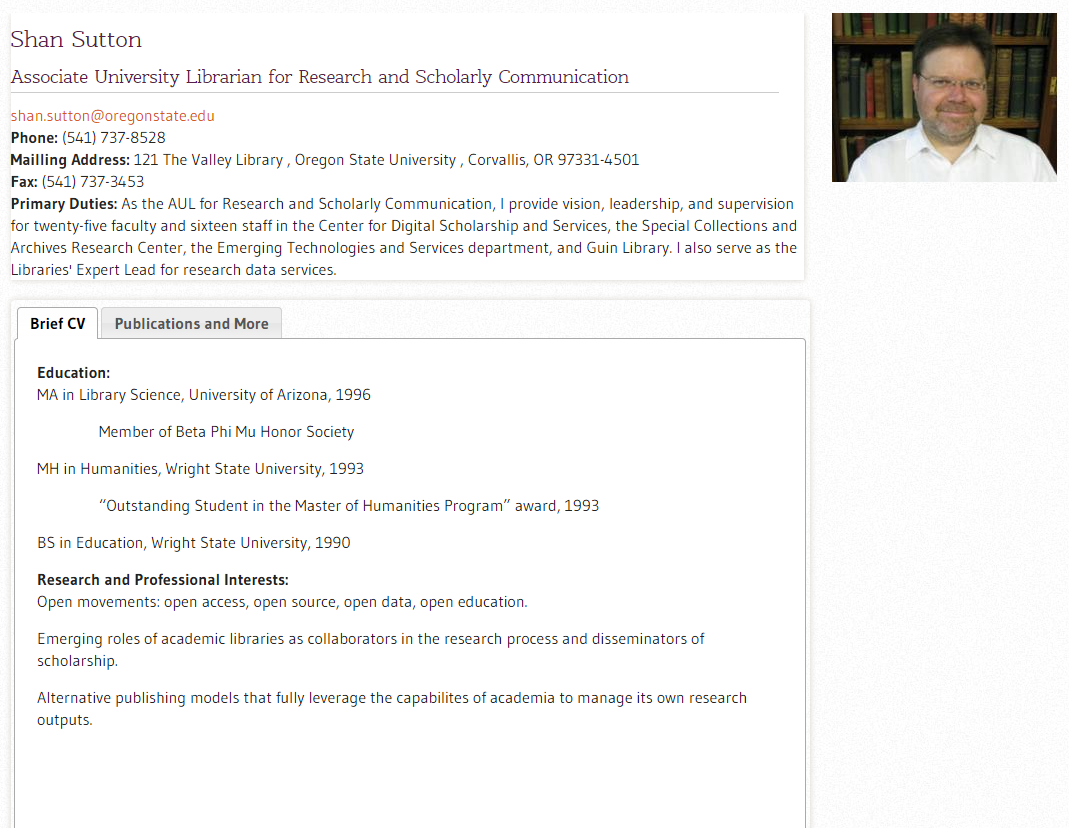 Shan Sutton
Associate University Librarian for Research and Scholarly Communication
shan.sutton@oregonstate.edu
Phone: (541) 737-8528
Mailling Address: 121 The Valley Library , Oregon State University , Corvallis, OR 97331-4501
Fax: (541) 737-3453
Primary Duties: As the AUL for Research and Scholarly Communication, I provide vision, leadership, and supervision
for twenty-five faculty and sixteen staff in the Center for Digital Scholarship and Services, the Special Collections and
Archives Research Center, the Emerging Technologies and Services department, and Guin Library. I also serve as the
Libraries' Expert Lead for research data services.
Brief CV
Publications and More
Education:
MA in Library Science, University of Arizona, 1996
Member of Beta Phi Mu Honor Society
MH in Humanities, Wright State University, 1993
“Outstanding Student in the Master of Humanities Program” award, 1993
BS in Education, Wright State University, 1990
Research and Professional Interests:
Open movements: open access, open source, open data, open education.
Emerging roles of academic libraries as collaborators in the research process and disseminators of
scholarship.
Alternative publishing models that fully leverage the capabilites of academia to manage its own research
outputs.